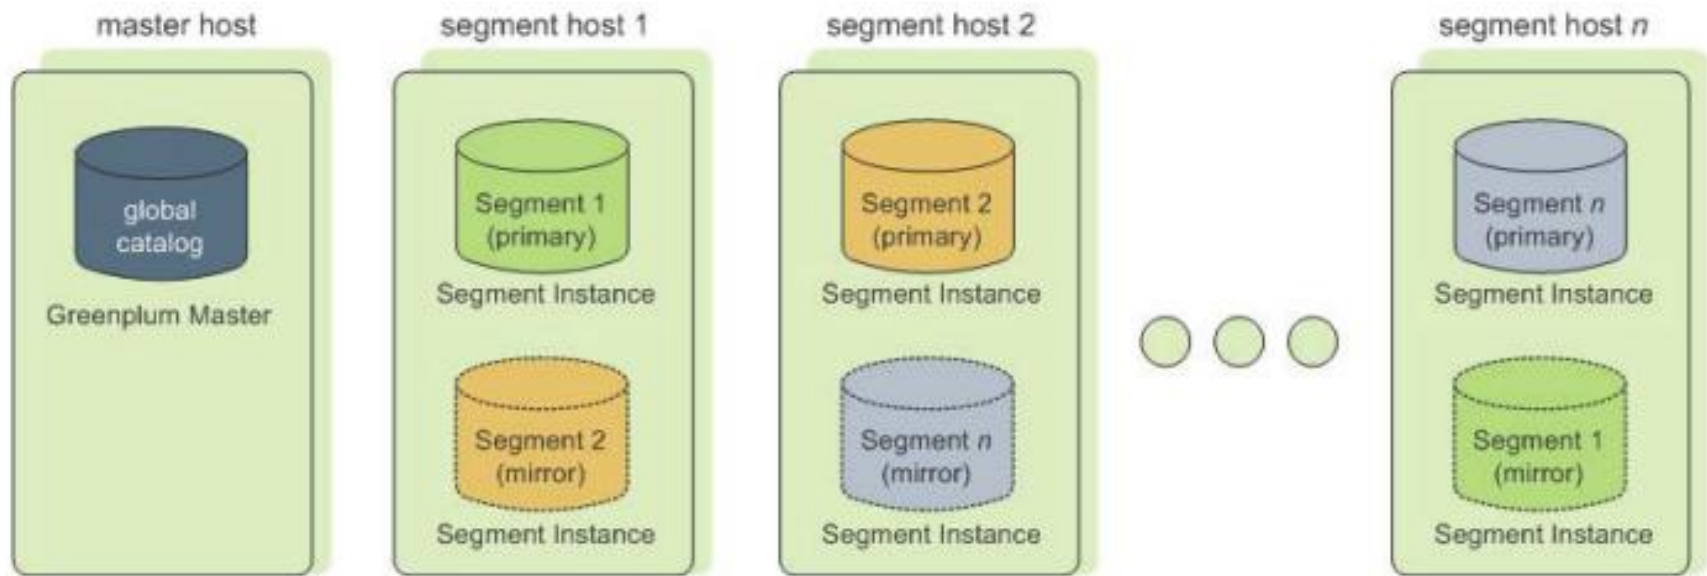 master host
segment host 1
segment host 2
segment host n
global
catalog
Greenplum Master
Segment 1
(primary)
Segment Instance
Segment 2
(mirror)
Segment Instance
Segment 2
(primary)
Segment Instance
Segment n
(mirror)
Segment Instance
Segment n
(primary)
Segment Instance
Segment 1
(mirror)
Segment Instance